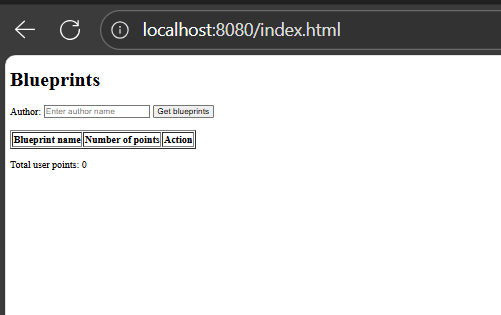 localhost:8080/index.html
Blueprints
Author: Enter author name Get blueprints
Blueprint name Number of points Action
Total user points: 0